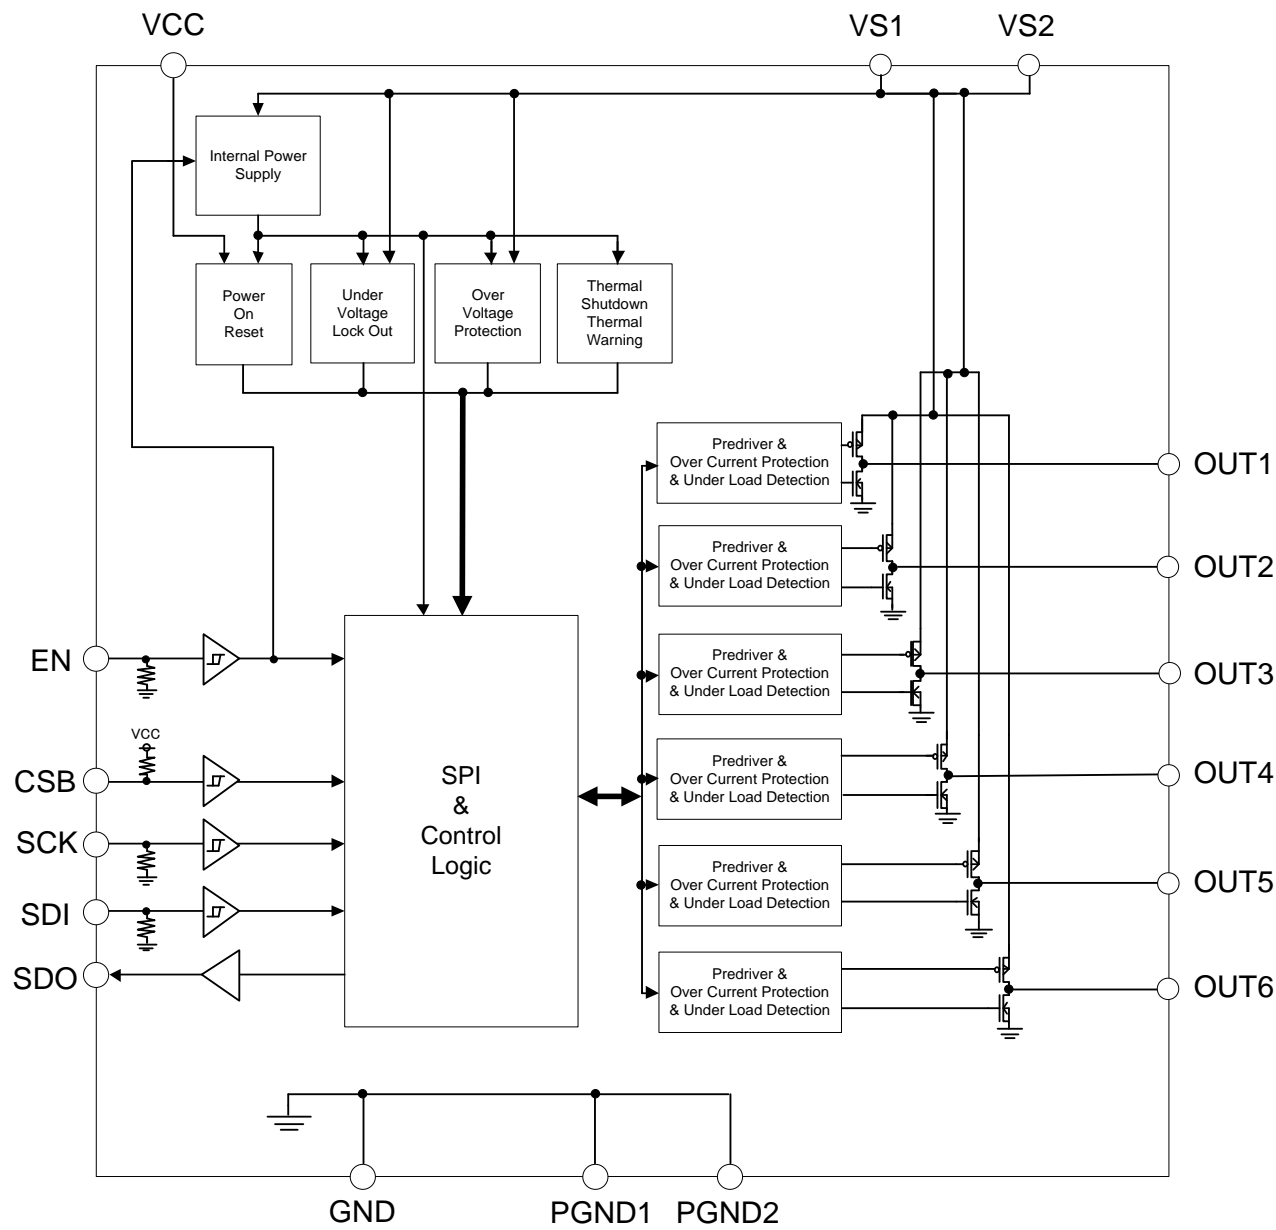 VCC
VS1
VS2
Internal Power
Supply
Power
On
Reset
Under
Voltage
Lock Out
Over
Voltage
Protection
Thermal
Shutdown
Thermal
Warning
Predriver &
Over Current Protection
& Under Load Detection
OUT1
Predriver &
Over Current Protection
& Under Load Detection
OUT2
EN
Predriver &
Over Current Protection
& Under Load Detection
OUT3
VCC
CSB
SPI
&
Control
Logic
Predriver &
Over Current Protection
& Under Load Detection
OUT4
SCK
Predriver &
Over Current Protection
& Under Load Detection
OUT5
SDI
SDO
Predriver &
Over Current Protection
& Under Load Detection
OUT6
GND
PGND1
PGND2